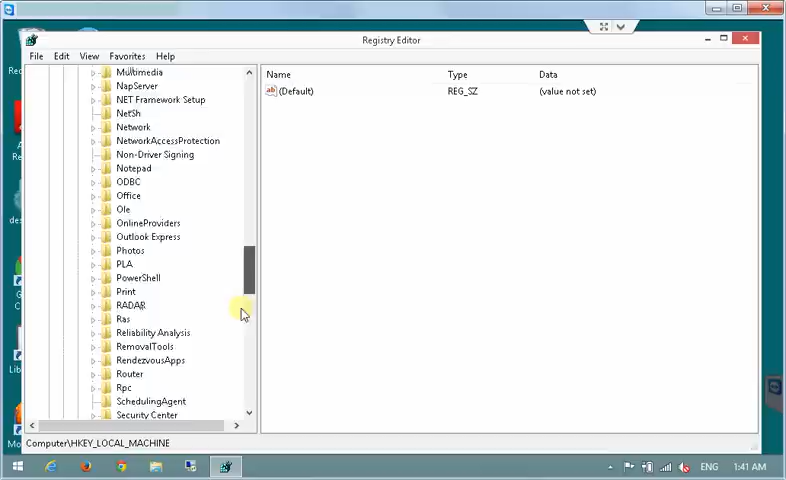 Registry Editor
File Edit View Favorites Help
Multimedia
NapServer
NET Framework Setup
NetSh
Network
NetworkAccessProtection
Non-Driver Signing
Notepad
ODBC
Office
Ole
OnlineProviders
Outlook Express
Photos
PLA
PowerShell
Print
RADAR
Ras
Reliability Analysis
RemovalTools
RendezvousApps
Router
Rpc
SchedulingAgent
Security Center
Name Type Data
ab (Default) REG_SZ (value not set)
Computer\HKEY_LOCAL_MACHINE
ENG 1:41 AM